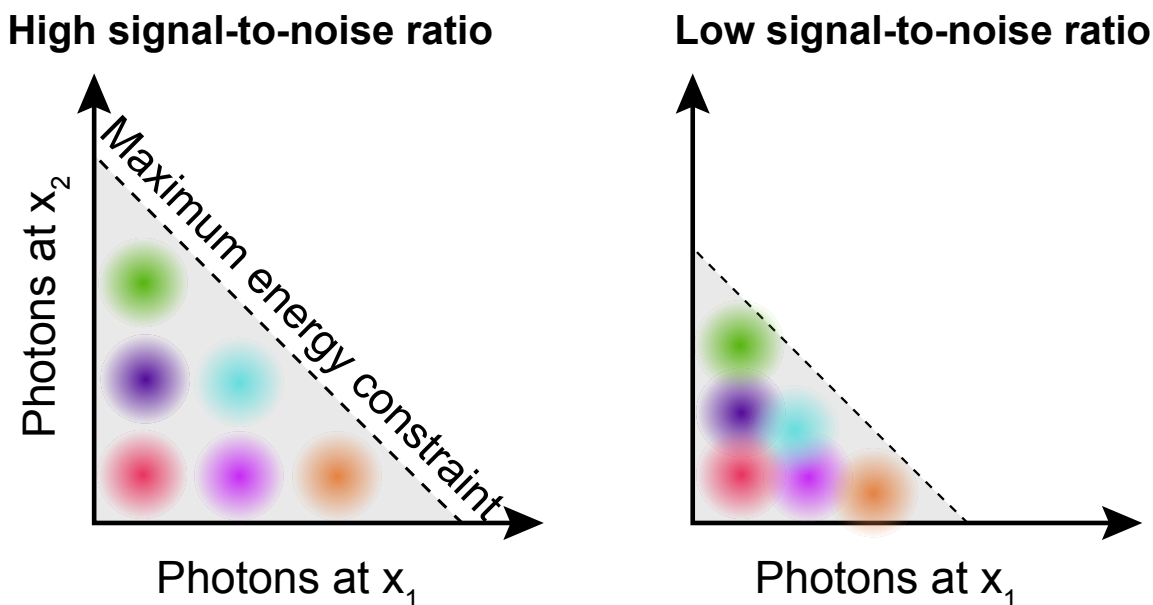 High signal-to-noise ratio
Photons at x₂
Maximum energy constraint
Photons at x₁
Low signal-to-noise ratio
Photons at x₁